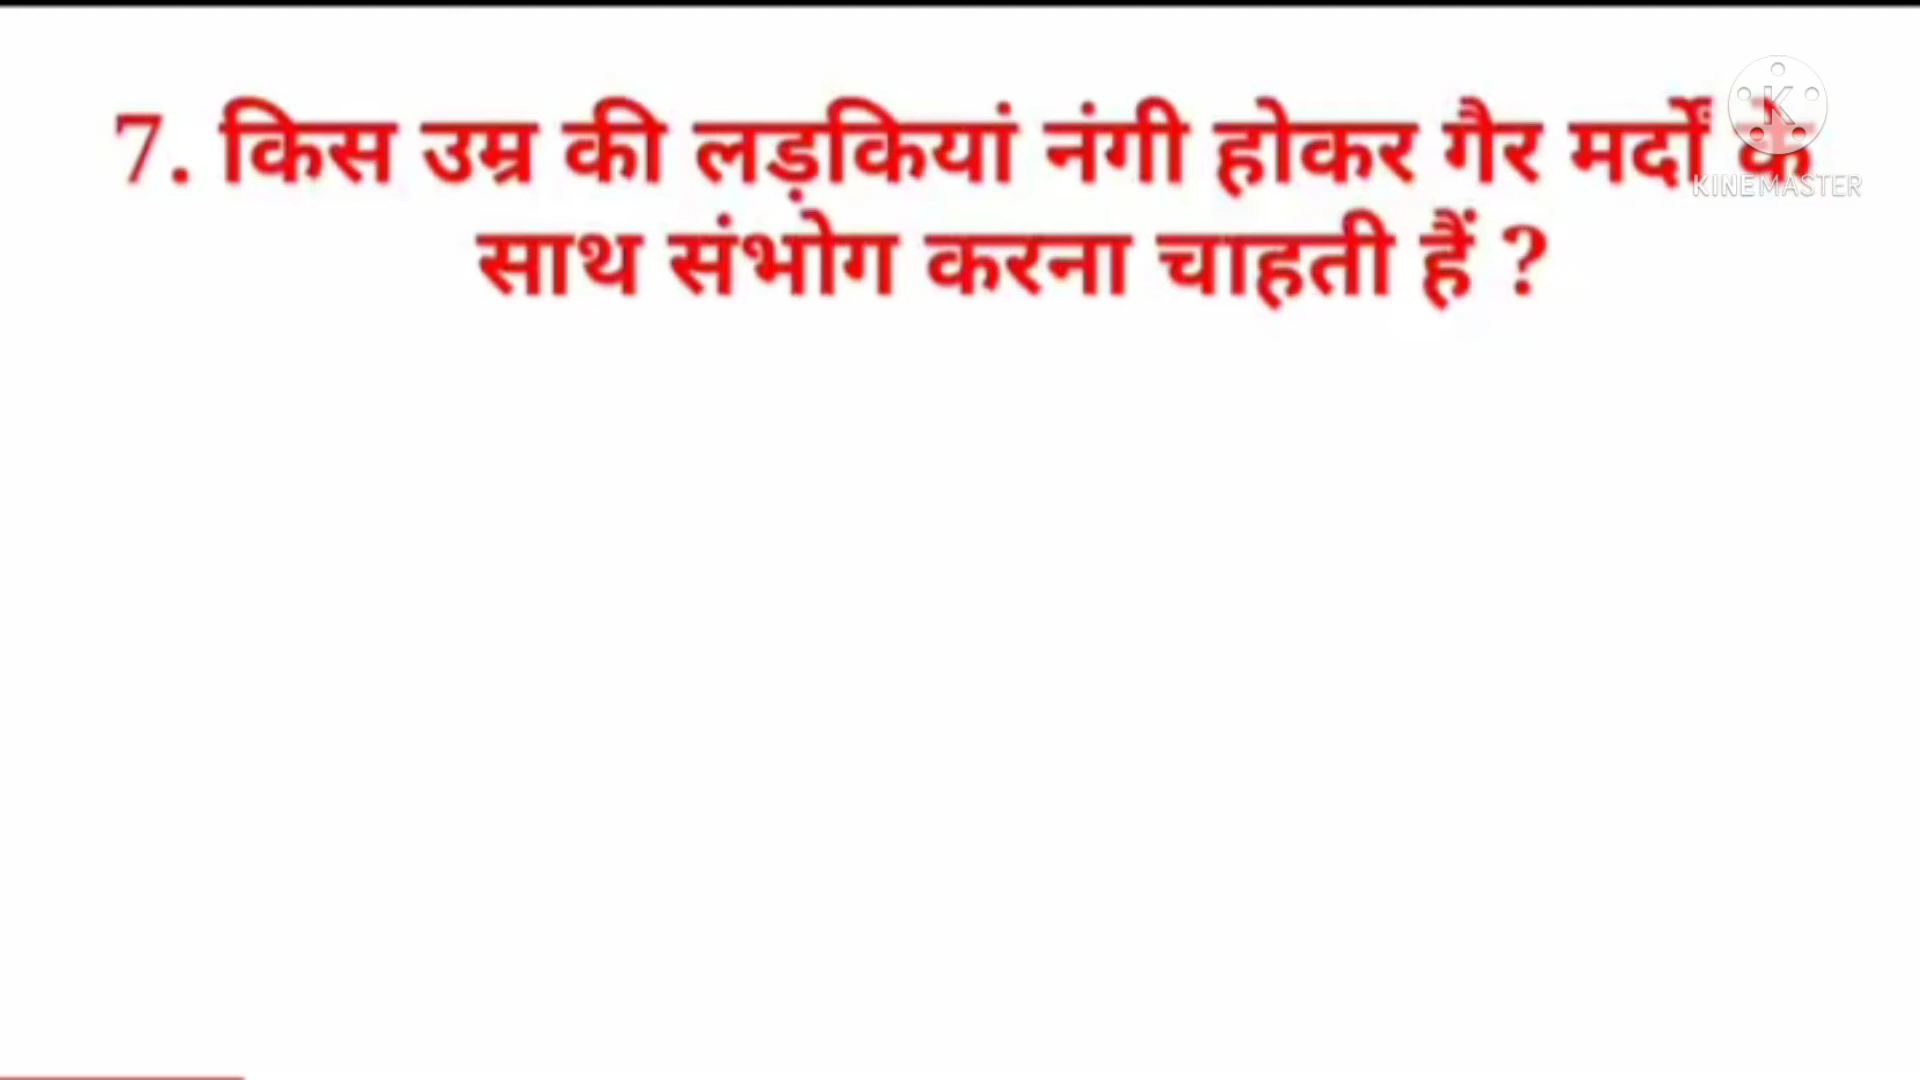 7. किस उम्र की लड़कियां नंगी होकर गैर मर्दों के
साथ संभोग करना चाहती हैं ?
K
KINEMASTER